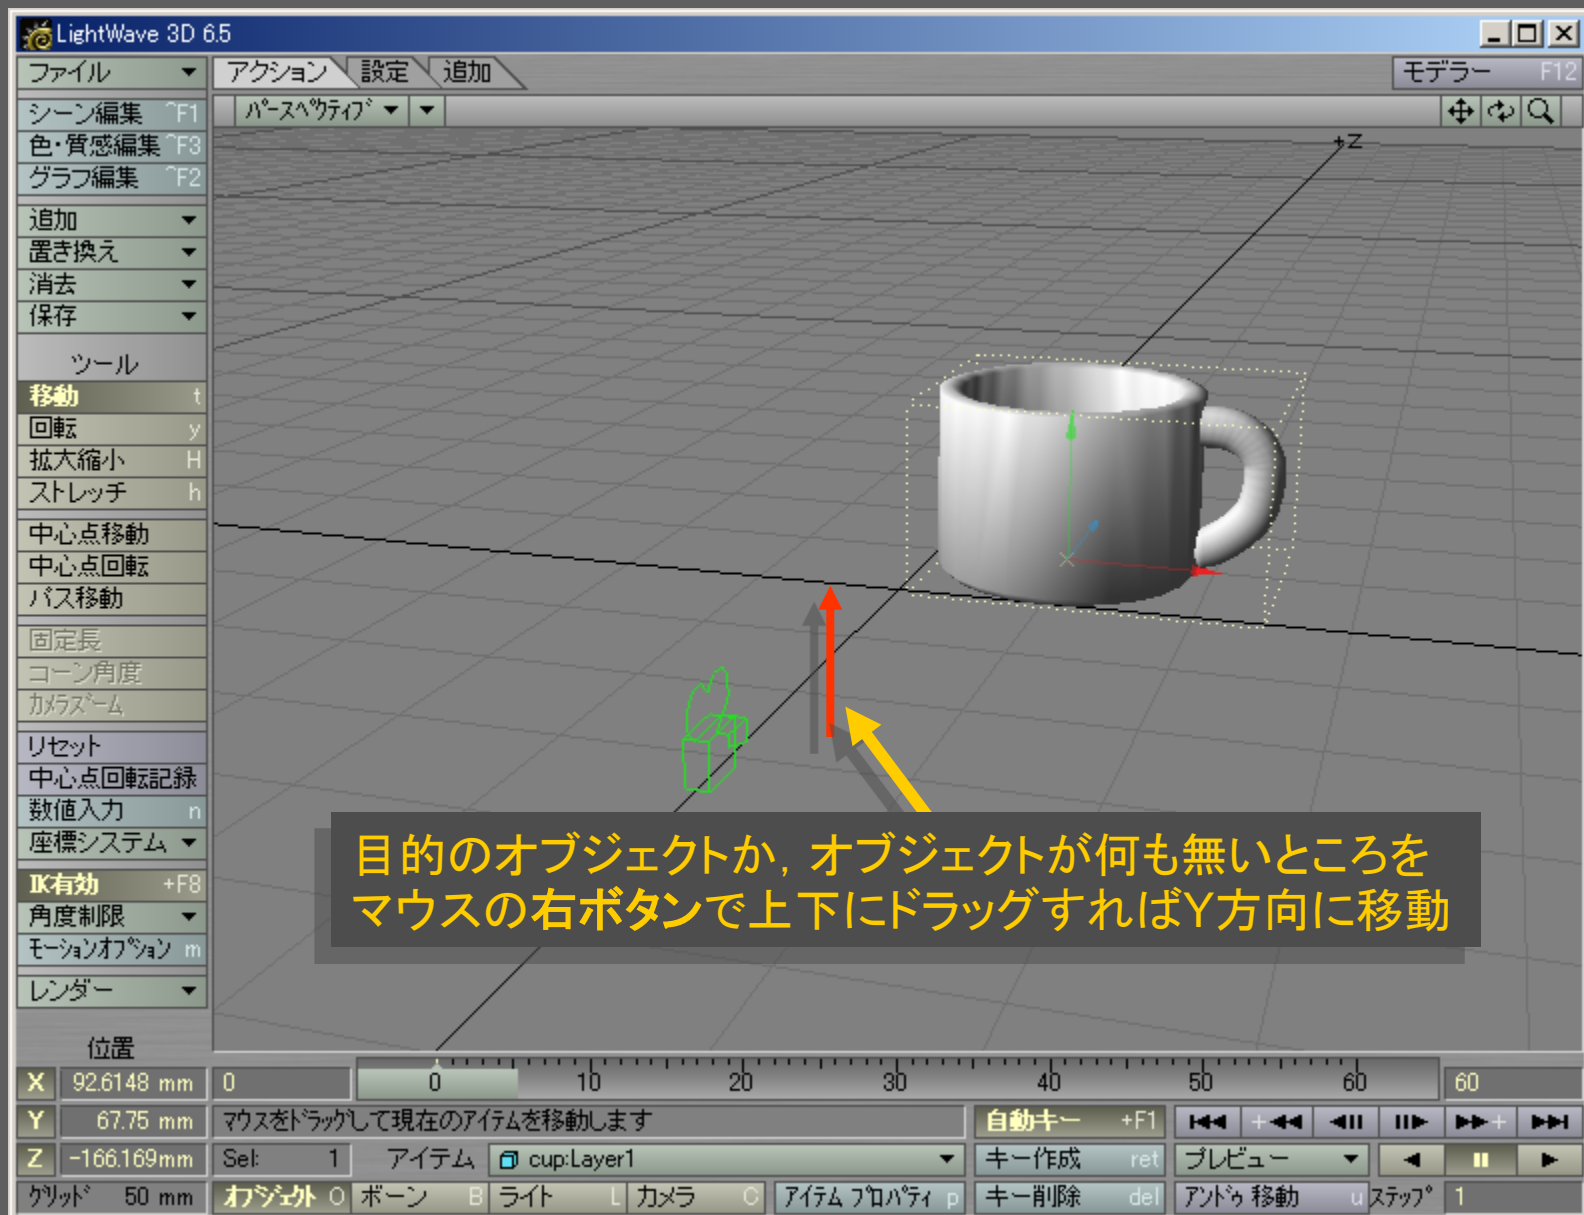 LightWave 3D 6.5
ファイル
アクション 設定 追加
モデラー F12
シーン編集 ^F1
パースペクティブ
色・質感編集 ^F3
グラフ編集 ^F2
+Z
追加
置き換え
消去
保存
ツール
移動 t
回転 y
拡大縮小 H
ストレッチ h
中心点移動
中心点回転
パス移動
固定長
コーン角度
カメラズーム
リセット
中心点回転記録
数値入力 n
座標システム
IK有効 +F8
角度制限
モーションオプション m
レンダー
目的のオブジェクトか，オブジェクトが何も無いところを
マウスの右ボタンで上下にドラッグすればY方向に移動
位置
X 92.6148 mm 0 0 10 20 30 40 50 60 60
Y 67.75 mm マウスをドラッグして現在のアイテムを移動します 自動キー +F1
Z -166.169mm Sel: 1 アイテム cup:Layer1 キー作成 ret プレビュー
グリッド 50 mm オブジェクト O ボーン B ライト L カメラ C アイテム プロパティ p キー削除 del アンドゥ 移動 u ステップ 1